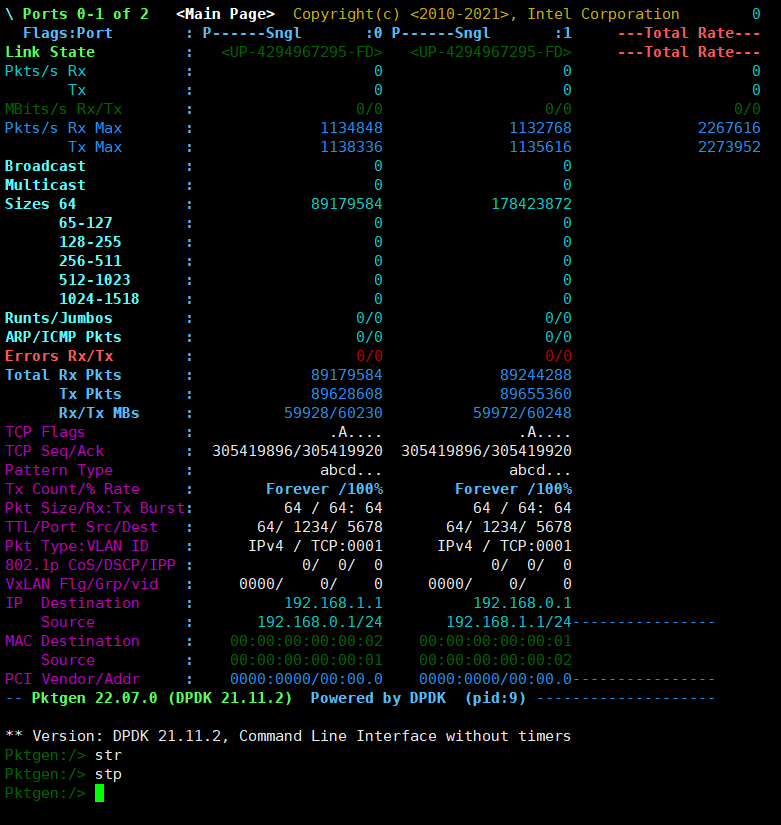 \ Ports 0-1 of 2   <Main Page>  Copyright(c) <2010-2021>, Intel Corporation        0
  Flags:Port        : P------Sngl       :0 P------Sngl       :1     ---Total Rate---
Link State          :   <UP-4294967295-FD>   <UP-4294967295-FD>     ---Total Rate---
Pkts/s Rx           :                    0                    0                    0
       Tx           :                    0                    0                    0
MBits/s Rx/Tx       :                  0/0                  0/0                  0/0
Pkts/s Rx Max       :              1134848              1132768              2267616
       Tx Max       :              1138336              1135616              2273952
Broadcast           :                    0                    0
Multicast           :                    0                    0
Sizes 64            :             89179584            178423872
      65-127        :                    0                    0
      128-255       :                    0                    0
      256-511       :                    0                    0
      512-1023      :                    0                    0
      1024-1518     :                    0                    0
Runts/Jumbos        :                  0/0                  0/0
ARP/ICMP Pkts       :                  0/0                  0/0
Errors Rx/Tx        :                  0/0                  0/0
Total Rx Pkts       :             89179584             89244288
      Tx Pkts       :             89628608             89655360
      Rx/Tx MBs     :          59928/60230          59972/60248
TCP Flags           :               .A....               .A....
TCP Seq/Ack         :  305419896/305419920  305419896/305419920
Pattern Type        :              abcd...              abcd...
Tx Count/% Rate     :        Forever /100%        Forever /100%
Pkt Size/Rx:Tx Burst:          64 / 64: 64          64 / 64: 64
TTL/Port Src/Dest   :       64/ 1234/ 5678       64/ 1234/ 5678
Pkt Type:VLAN ID    :      IPv4 / TCP:0001      IPv4 / TCP:0001
802.1p CoS/DSCP/IPP :            0/  0/  0            0/  0/  0
VxLAN Flg/Grp/vid   :     0000/    0/    0     0000/    0/    0
IP  Destination     :          192.168.1.1          192.168.0.1
    Source          :       192.168.0.1/24       192.168.1.1/24----------------
MAC Destination     :    00:00:00:00:00:02    00:00:00:00:00:01
    Source          :    00:00:00:00:00:01    00:00:00:00:00:02
PCI Vendor/Addr     :    0000:0000/00:00.0    0000:0000/00:00.0----------------
-- Pktgen 22.07.0 (DPDK 21.11.2)  Powered by DPDK  (pid:9) --------------------
** Version: DPDK 21.11.2, Command Line Interface without timers
Pktgen:/> str
Pktgen:/> stp
Pktgen:/>